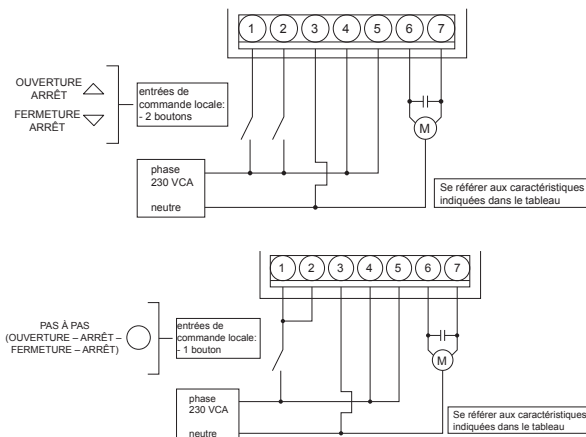 1 2 3 4 5 6 7
OUVERTURE
ARRÊT
FERMETURE
ARRÊT
entrées de
commande locale:
- 2 boutons
M
phase
230 VCA
neutre
Se référer aux caractéristiques
indiquées dans le tableau
1 2 3 4 5 6 7
PAS À PAS
(OUVERTURE – ARRÊT –
FERMETURE – ARRÊT)
entrées de
commande locale:
- 1 bouton
M
phase
230 VCA
neutre
Se référer aux caractéristiques
indiquées dans le tableau